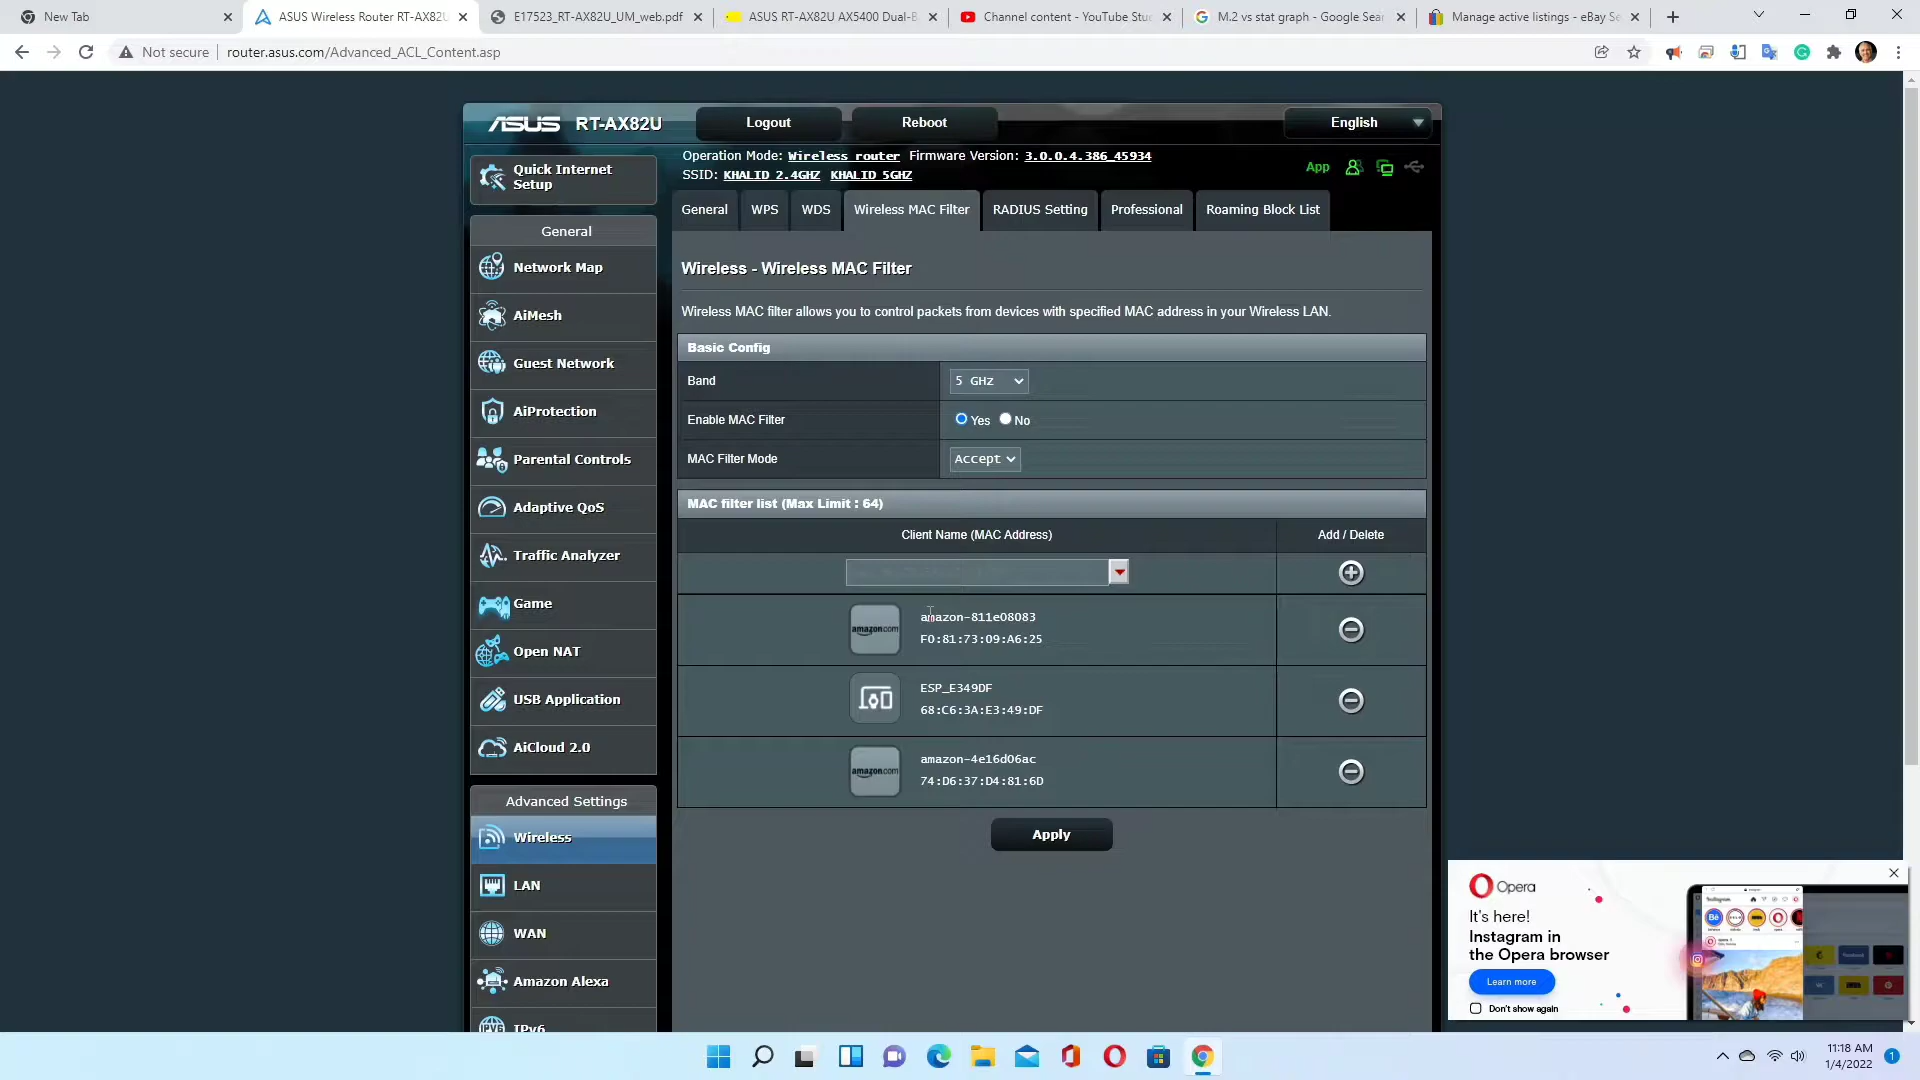 New Tab
ASUS Wireless Router RT-AX82U
E17523_RT-AX82U_UM_web.pdf
ASUS RT-AX82U AX5400 Dual-B
Channel content - YouTube Stu
M.2 vs stat graph - Google Sear
Manage active listings - eBay Se
Not secure
router.asus.com/Advanced_ACL_Content.asp
ASUS RT-AX82U
Logout
Reboot
English
Operation Mode: Wireless router Firmware Version: 3.0.0.4.386_45934
SSID: KHALID 2.4GHZ KHALID 5GHZ
App
General
WPS
WDS
Wireless MAC Filter
RADIUS Setting
Professional
Roaming Block List
Quick Internet
Setup
General
Network Map
AiMesh
Guest Network
AiProtection
Parental Controls
Adaptive QoS
Traffic Analyzer
Game
Open NAT
USB Application
AiCloud 2.0
Advanced Settings
Wireless
LAN
WAN
Amazon Alexa
IPv6
Wireless - Wireless MAC Filter
Wireless MAC filter allows you to control packets from devices with specified MAC address in your Wireless LAN.
Basic Config
Band
5 GHz
Enable MAC Filter
Yes
No
MAC Filter Mode
Accept
MAC filter list (Max Limit : 64)
Client Name (MAC Address)
Add / Delete
amazon.com
amazon-811e08083
F0:81:73:09:A6:25
ESP_E349DF
68:C6:3A:E3:49:DF
amazon.com
amazon-4e16d06ac
74:D6:37:D4:81:6D
Apply
Opera
It's here!
Instagram in
the Opera browser
Learn more
Don't show again
11:18 AM
1/4/2022
1